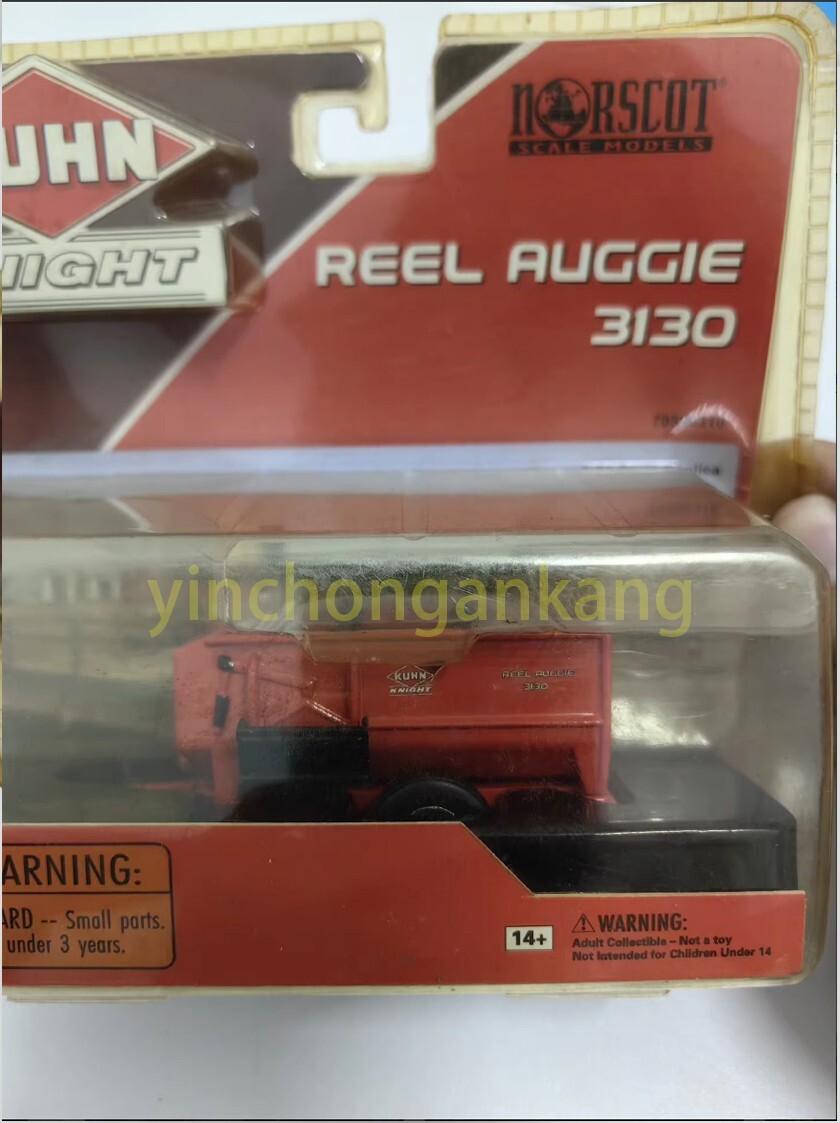 UHN
NIGHT
NORSCOT
SCALE MODELS
REEL AUGGIE
3130
yinchongankang
KUHN
KNIGHT
REEL AUGGIE
3130
ARNING:
ARD -- Small parts.
under 3 years.
14+
WARNING:
Adult Collectible – Not a toy
Not Intended for Children Under 14